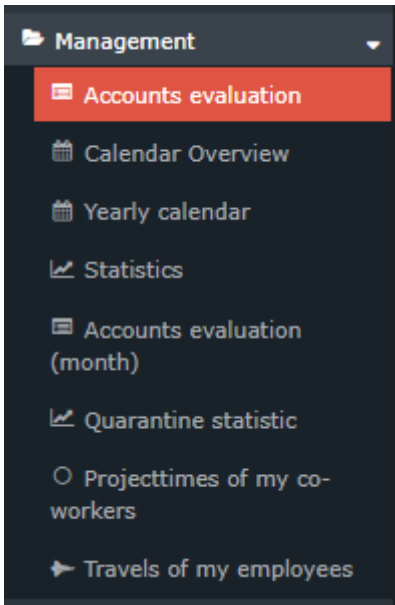 Management
Accounts evaluation
Calendar Overview
Yearly calendar
Statistics
Accounts evaluation
(month)
Quarantine statistic
Projecttimes of my co-
workers
Travels of my employees